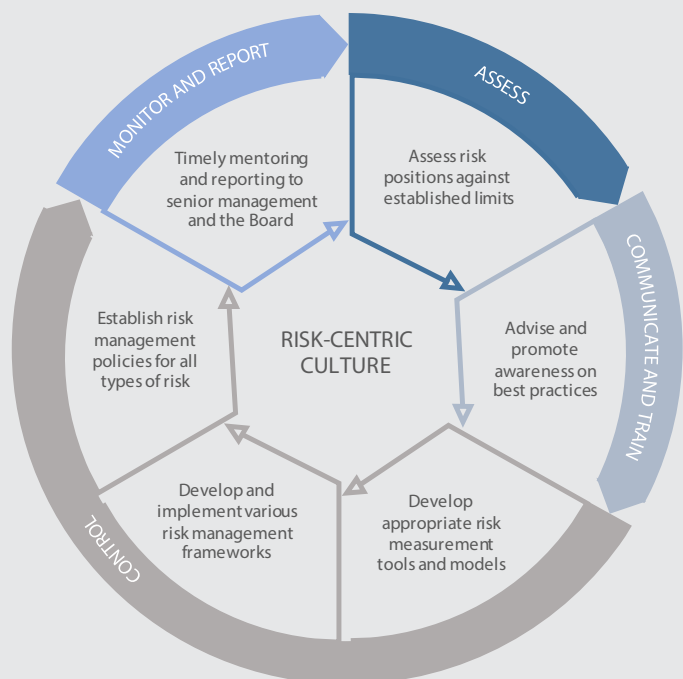 MONITOR AND REPORT
ASSESS
COMMUNICATE AND TRAIN
CONTROL
Timely mentoring
and reporting to
senior management
and the Board
Assess risk
positions against
established limits
Advise and
promote
awareness on
best practices
Develop
appropriate risk
measurement
tools and models
Develop and
implement various
risk management
frameworks
Establish risk
management
policies for all
types of risk
RISK-CENTRIC
CULTURE